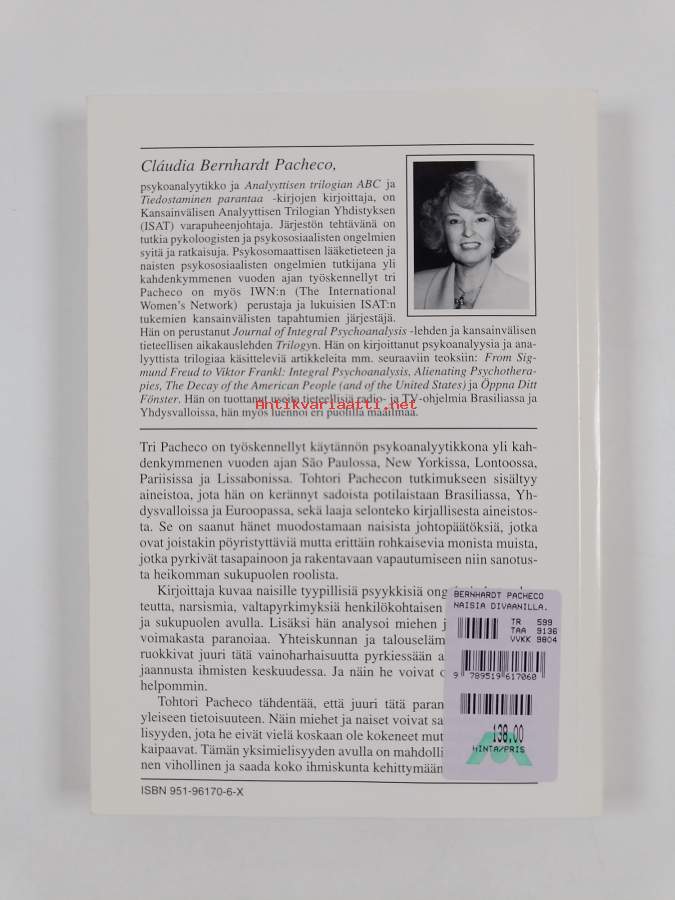 Cláudia Bernhardt Pacheco,
psykoanalyytikko ja Analyyttisen trilogian ABC ja
Tiedostaminen parantaa -kirjojen kirjoittaja, on
Kansainvälisen Analyyttisen Trilogian Yhdistyksen
(ISAT) varapuheenjohtaja. Järjestön tehtävänä on
tutkia pykoloogisten ja psykososiaalisten ongelmien
syitä ja ratkaisuja. Psykosomaattisen lääketieteen ja
naisten psykososiaalisten ongelmien tutkijana yli
kahdenkymmenen vuoden ajan työskennellyt tri
Pacheco on myös IWN:n (The International
Women's Network) perustaja ja lukuisien ISAT:n
tukemien kansainvälisten tapahtumien järjestäjä.
Hän on perustanut Journal of Integral Psychoanalysis -lehden ja kansainvälisen
tieteellisen aikakauslehden Trilogyn. Hän on kirjoittanut psykoanalyysia ja ana-
lyyttista trilogiaa käsitteleviä artikkeleita mm. seuraaviin teoksiin: From Sig-
mund Freud to Viktor Frankl: Integral Psychoanalysis, Alienating Psychothera-
pies, The Decay of the American People (and of the United States) ja Öppna Ditt
Fönster. Hän on tuottanut useita tieteellisiä radio- ja TV-ohjelmia Brasiliassa ja
Yhdysvalloissa, hän myös luennoi eri puolilla maailmaa.
Antikvariaatti.net
Tri Pacheco on työskennellyt käytännön psykoanalyytikkona yli kah-
denkymmenen vuoden ajan São Paulossa, New Yorkissa, Lontoossa,
Pariisissa ja Lissabonissa. Tohtori Pachecon tutkimukseen sisältyy
aineistoa, jota hän on kerännyt sadoista potilaistaan Brasiliassa, Yh-
dysvalloissa ja Euroopassa, sekä laaja selonteko kirjallisesta aineistos-
ta. Se on saanut hänet muodostamaan naisista johtopäätöksiä, jotka
ovat joistakin pöyristyttäviä mutta erittäin rohkaisevia monista muista,
jotka pyrkivät tasapainoon ja rakentavaan vapautumiseen niin sanotus-
ta heikomman sukupuolen roolista.
Kirjoittaja kuvaa naisille tyypillisiä psyykkisiä
teutta, narsismia, valtapyrkimyksiä henkilökohtaisen
ja sukupuolen avulla. Lisäksi hän analysoi miehen
voimakasta paranoiaa. Yhteiskunnan ja
ruokkivat juuri tätä vainoharhaisuutta pyrkiessään
jaannusta ihmisten keskuudessa. Ja näin he voivat
helpommin.
Tohtori Pacheco tähdentää, että juuri tätä
yleiseen tietoisuuteen. Näin miehet ja naiset voivat
lisyyden, jota he eivät vielä koskaan ole kokeneet
kaipaavat. Tämän yksimielisyyden avulla on
nen vihollinen ja saada koko ihmiskunta kehittymään
ISBN 951-96170-6-X
BERNHARDT PACHECO
NAISIA DIVAANILLA.
TR 599
TAA 9136
VVKK 9804
9 789519 617060
138.00
HINTA/PRIS